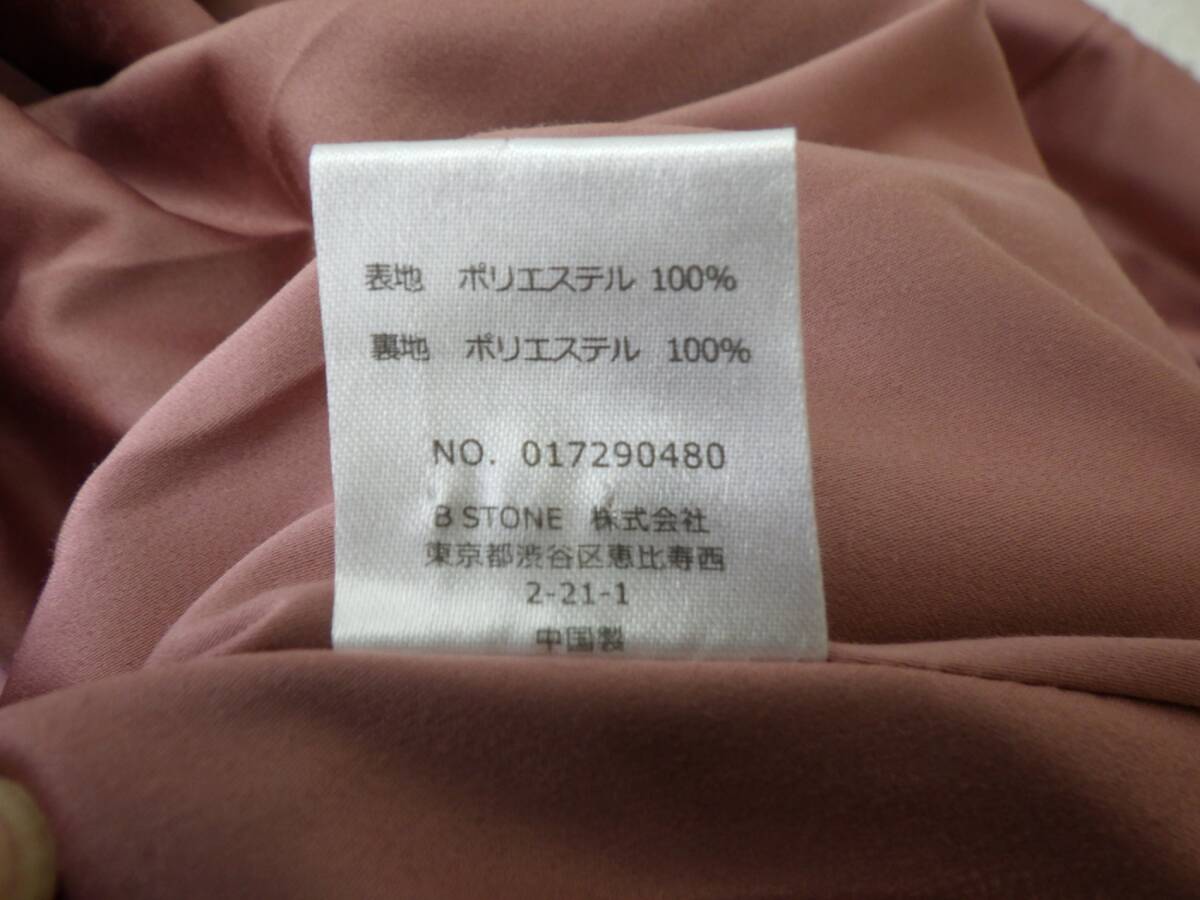 表地　ポリエステル 100%
裏地　ポリエステル 100%
NO. 017290480
B STONE　株式会社
東京都渋谷区恵比寿西
2-21-1
中国製